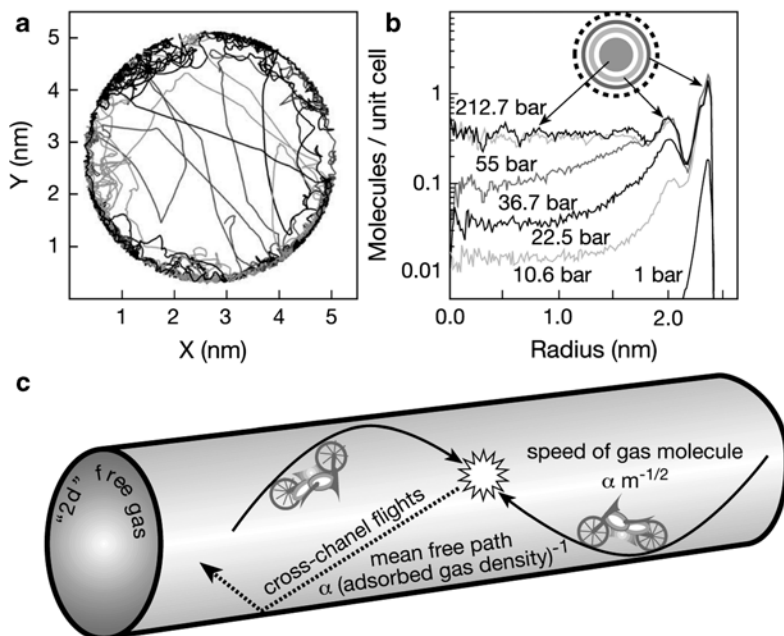 a
Y (nm)
5
4
3
2
1
1 2 3 4 5
X (nm)
b
Molecules / unit cell
1
0.1
0.01
212.7 bar
55 bar
36.7 bar
22.5 bar
10.6 bar
1 bar
0.0 1.0 2.0
Radius (nm)
c
"2d" free gas
speed of gas molecule
α m-1/2
cross-chanel flights
mean free path
α (adsorbed gas density)-1